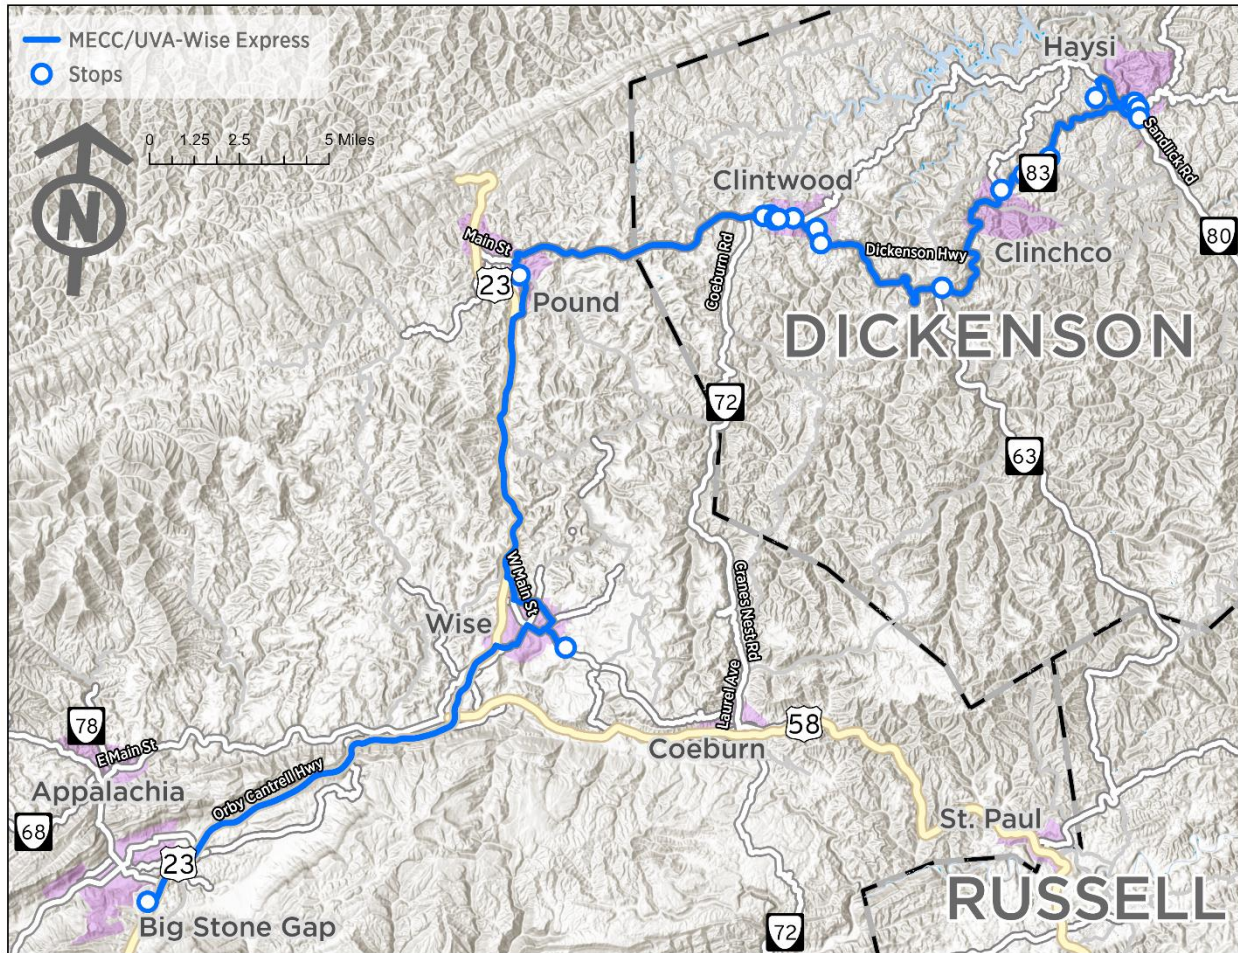 MECC/UVA-Wise Express
Stops
0 1.25 2.5 5 Miles
N
Haysi
Sandlick Rd
83
80
Clintwood
Clinchco
Dickenson Hwy
Main St
23
Pound
Coeburn Rd
DICKENSON
72
63
W Main St
Wise
Cranes Nest Rd
Laurel Ave
58
Coeburn
78
E Main St
Appalachia
Orby Cantrell Hwy
68
23
St. Paul
RUSSELL
Big Stone Gap
72